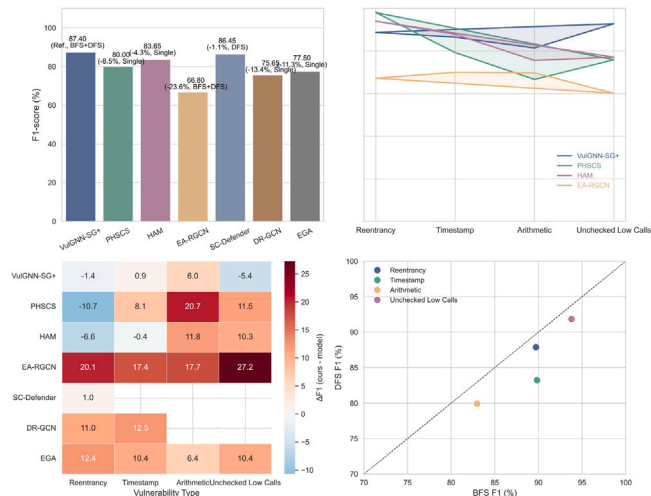 87.40
(Ref., BFS+DFS)
80.00
(-8.5%, Single)
83.65
(-4.3%, Single)
66.80
(-23.6%, BFS+DFS)
86.45
(-1.1%, DFS)
75.65
(-13.4%, Single)
77.50
(-11.3%, Single)
F1-score (%)
100
80
60
40
20
0
VulGNN-SG+
PHSCS
HAM
EA-RGCN
SC-Defender
DR-GCN
EGA
VulGNN-SG+
PHSCS
HAM
EA-RGCN
Reentrancy Timestamp Arithmetic Unchecked Low Calls
VulGNN-SG+ -1.4 0.9 6.0 -5.4
PHSCS -10.7 8.1 20.7 11.5
HAM -6.6 -0.4 11.8 10.3
EA-RGCN 20.1 17.4 17.7 27.2
SC-Defender 1.0
DR-GCN 11.0 12.5
EGA 12.4 10.4 6.4 10.4
Reentrancy Timestamp Arithmetic Unchecked Low Calls
Vulnerability Type
25
20
15
10
5
0
-5
-10
ΔF1 (ours - model)
Reentrancy
Timestamp
Arithmetic
Unchecked Low Calls
DFS F1 (%)
100
95
90
85
80
75
70
70 75 80 85 90 95 100
BFS F1 (%)